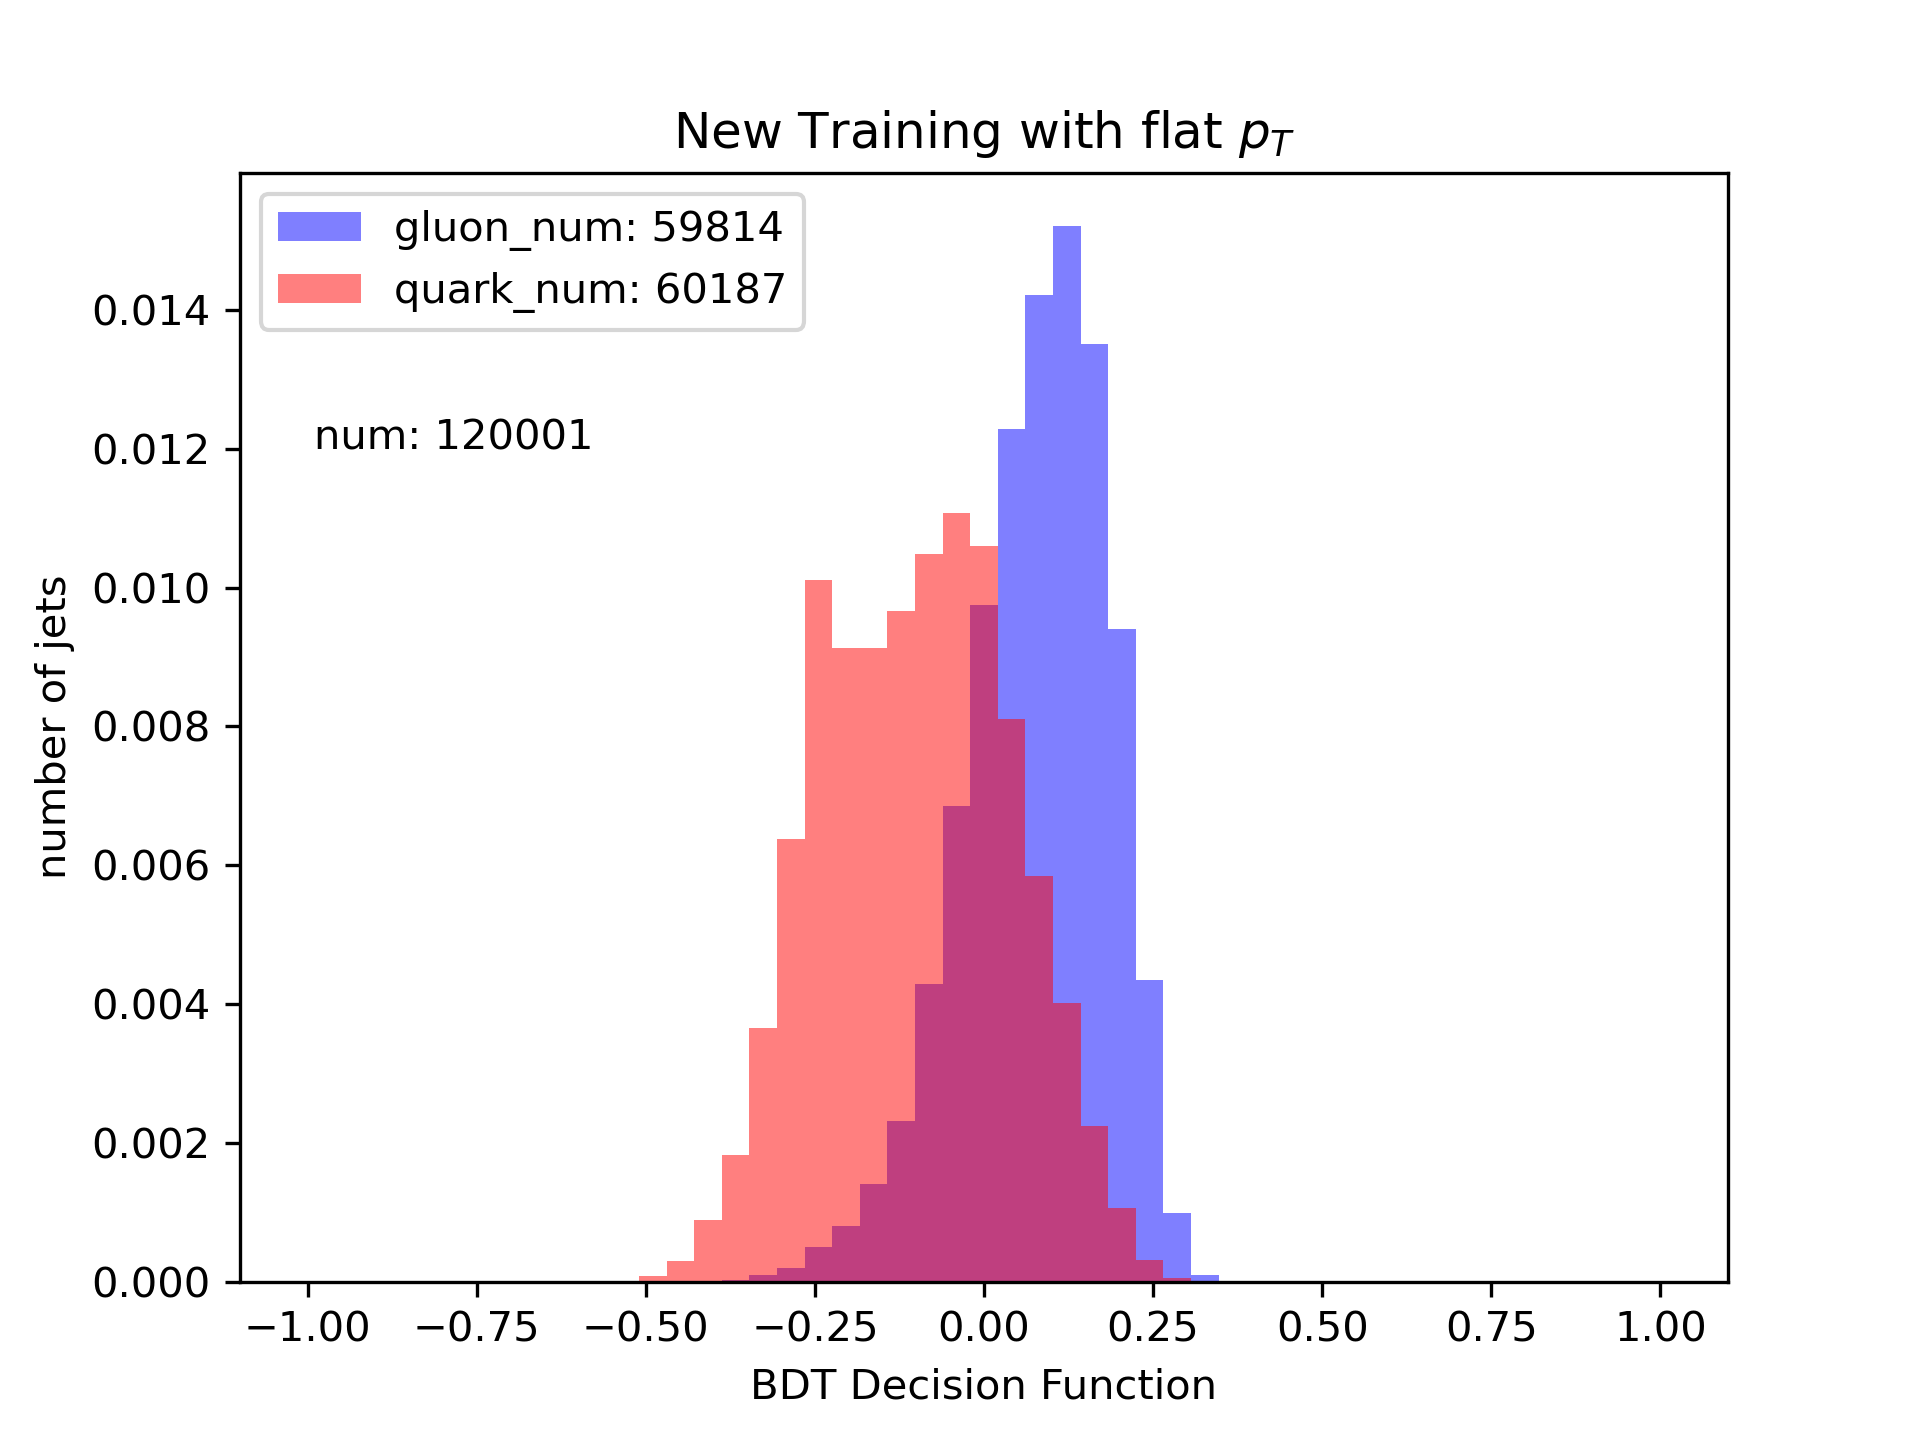 New Training with flat $p_T$
gluon_num: 59814
quark_num: 60187
num: 120001
number of jets
0.014
0.012
0.010
0.008
0.006
0.004
0.002
0.000
−1.00 −0.75 −0.50 −0.25 0.00 0.25 0.50 0.75 1.00
BDT Decision Function